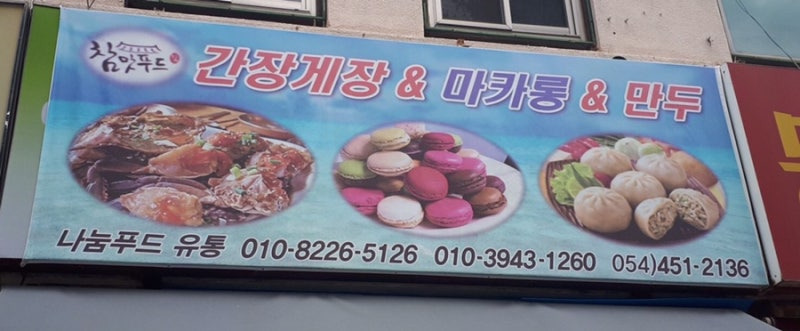 참맛푸드
간장게장 & 마카롱 & 만두
나눔푸드 유통 010-8226-5126 010-3943-1260 054)451-2136